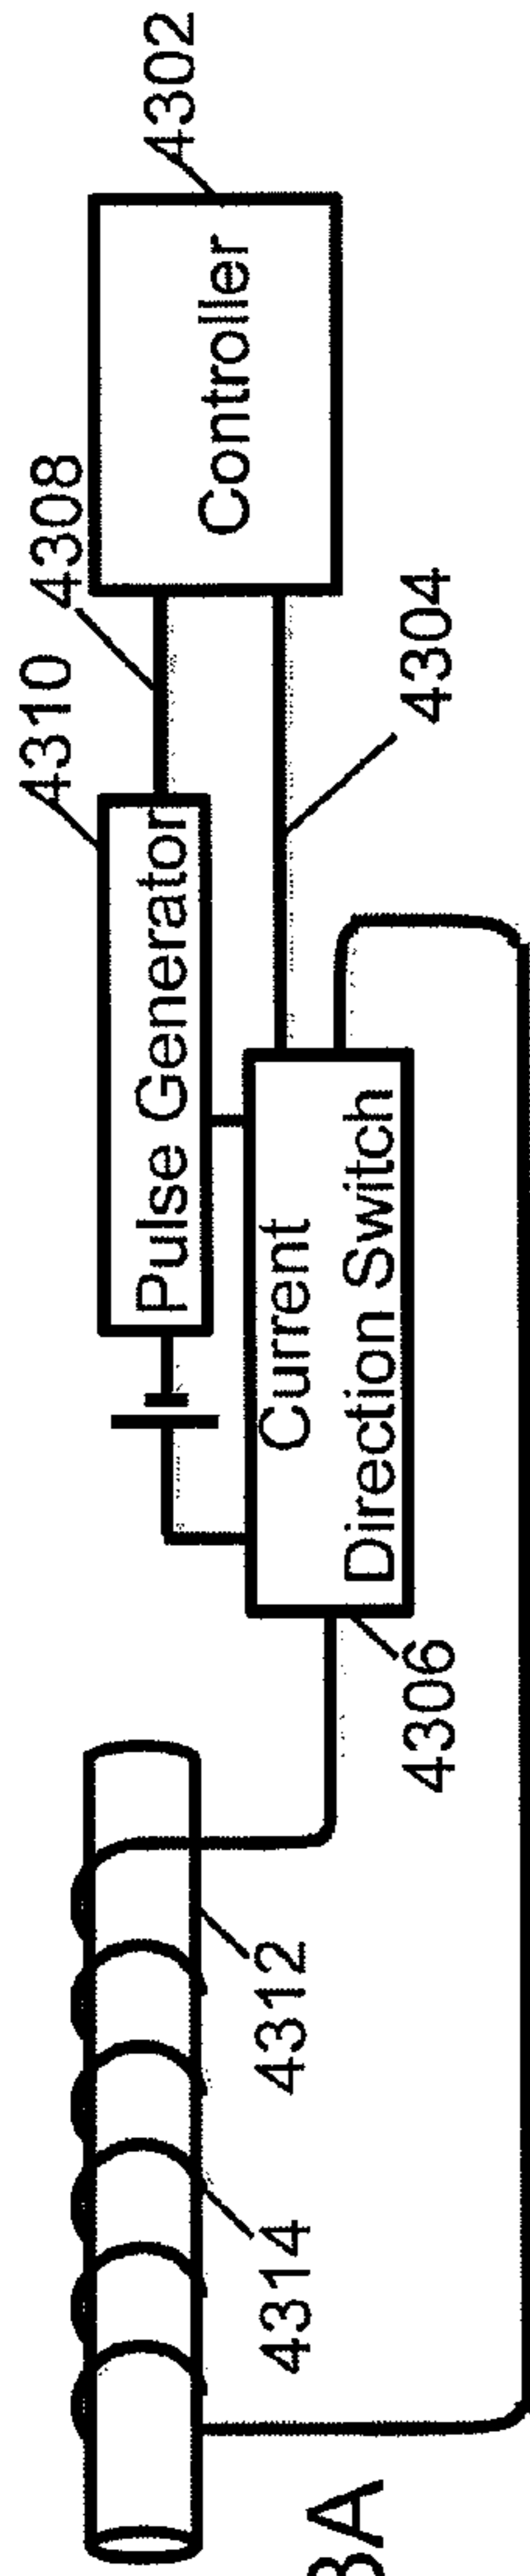 4302
Controller
4308
4304
4310
Pulse Generator
Current
Direction Switch
4306
4312
4314
3A